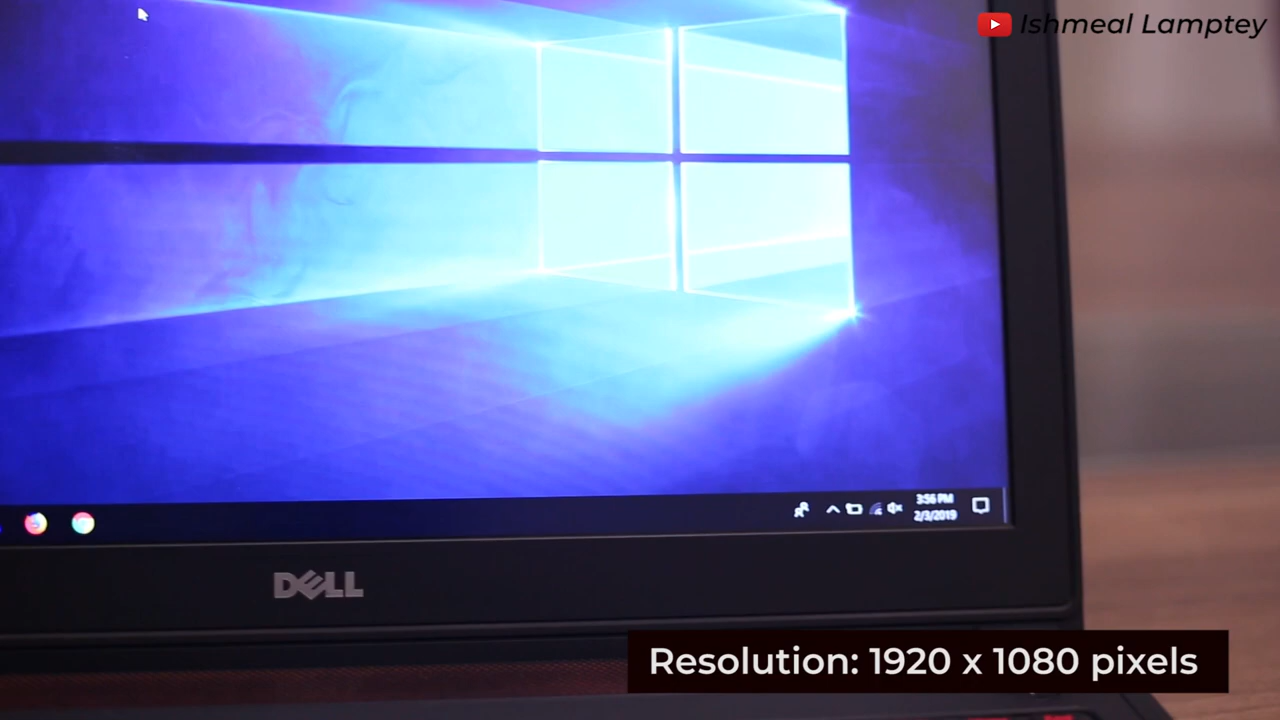 Ishmeal Lamptey
3:56 PM
2/3/2019
DELL
Resolution: 1920 x 1080 pixels